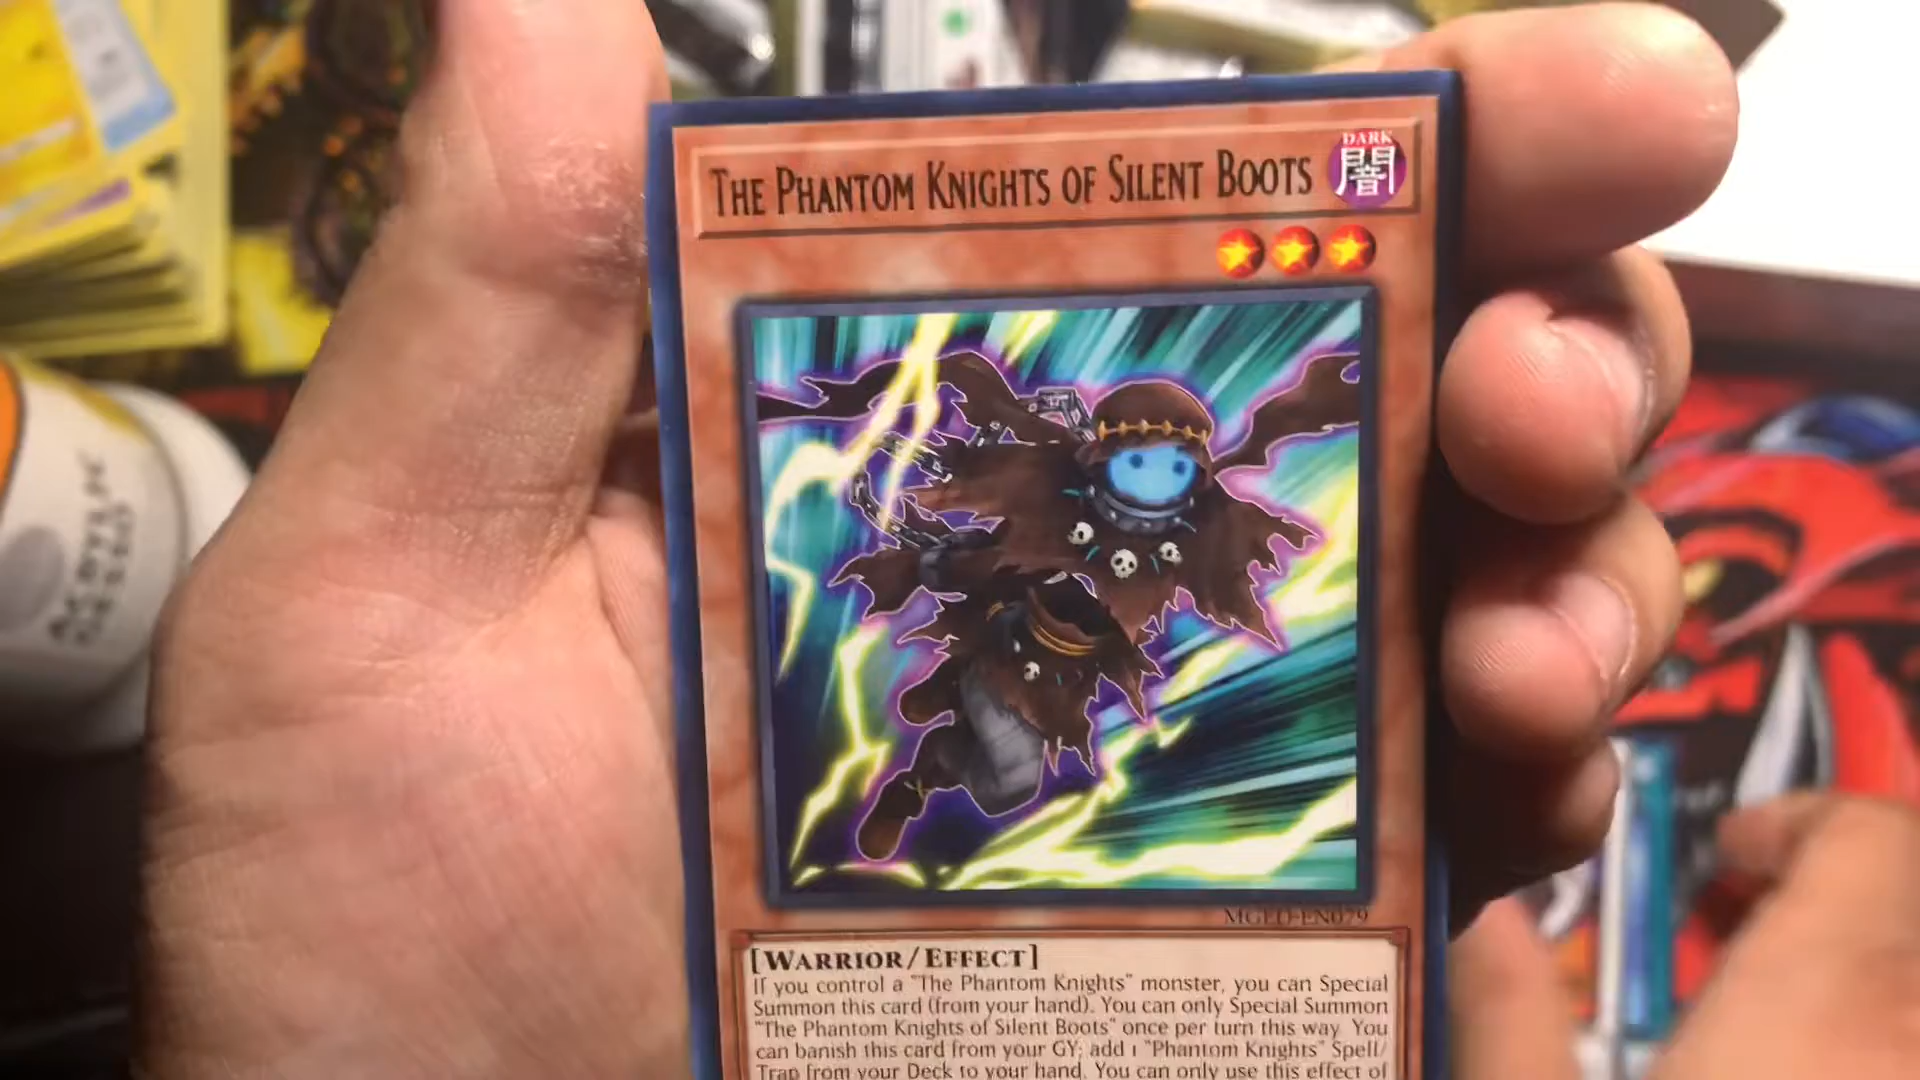 THE PHANTOM KNIGHTS OF SILENT BOOTS
DARK
闇
MGED-EN079
[WARRIOR/EFFECT]
If you control a "The Phantom Knights" monster, you can Special
Summon this card (from your hand). You can only Special Summon
"The Phantom Knights of Silent Boots" once per turn this way. You
can banish this card from your GY; add 1 "Phantom Knights" Spell/
Trap from your Deck to your hand. You can only use this effect of